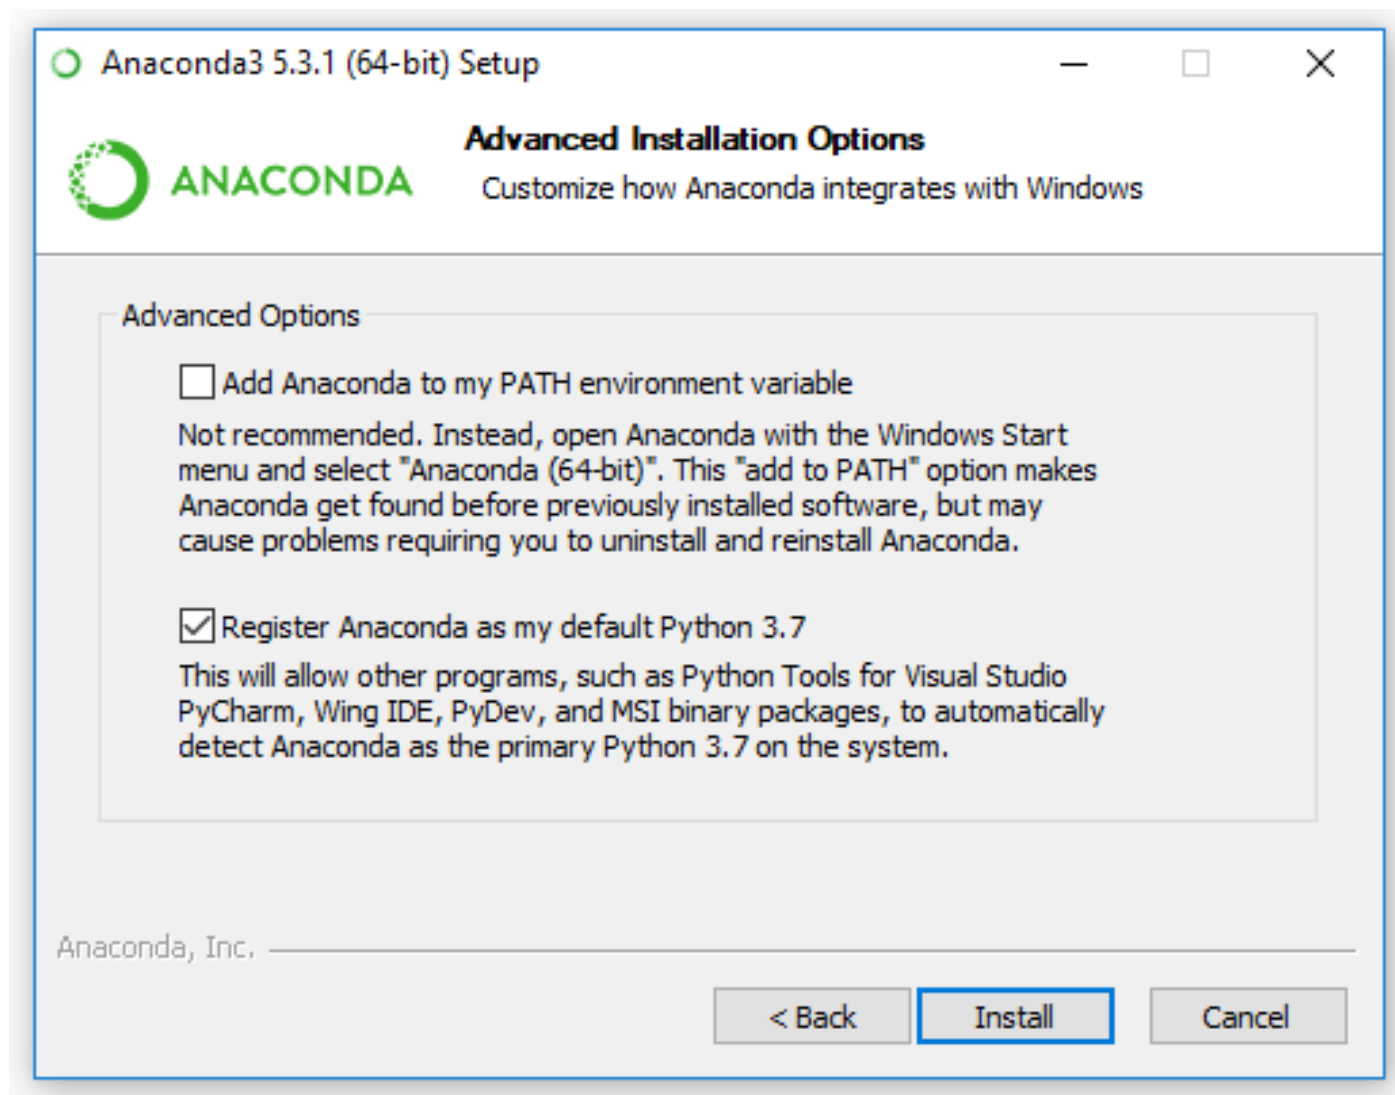 Anaconda3 5.3.1 (64-bit) Setup
ANACONDA
Advanced Installation Options
Customize how Anaconda integrates with Windows
Advanced Options
Add Anaconda to my PATH environment variable
Not recommended. Instead, open Anaconda with the Windows Start
menu and select "Anaconda (64-bit)". This "add to PATH" option makes
Anaconda get found before previously installed software, but may
cause problems requiring you to uninstall and reinstall Anaconda.
Register Anaconda as my default Python 3.7
This will allow other programs, such as Python Tools for Visual Studio
PyCharm, Wing IDE, PyDev, and MSI binary packages, to automatically
detect Anaconda as the primary Python 3.7 on the system.
Anaconda, Inc.
< Back
Install
Cancel